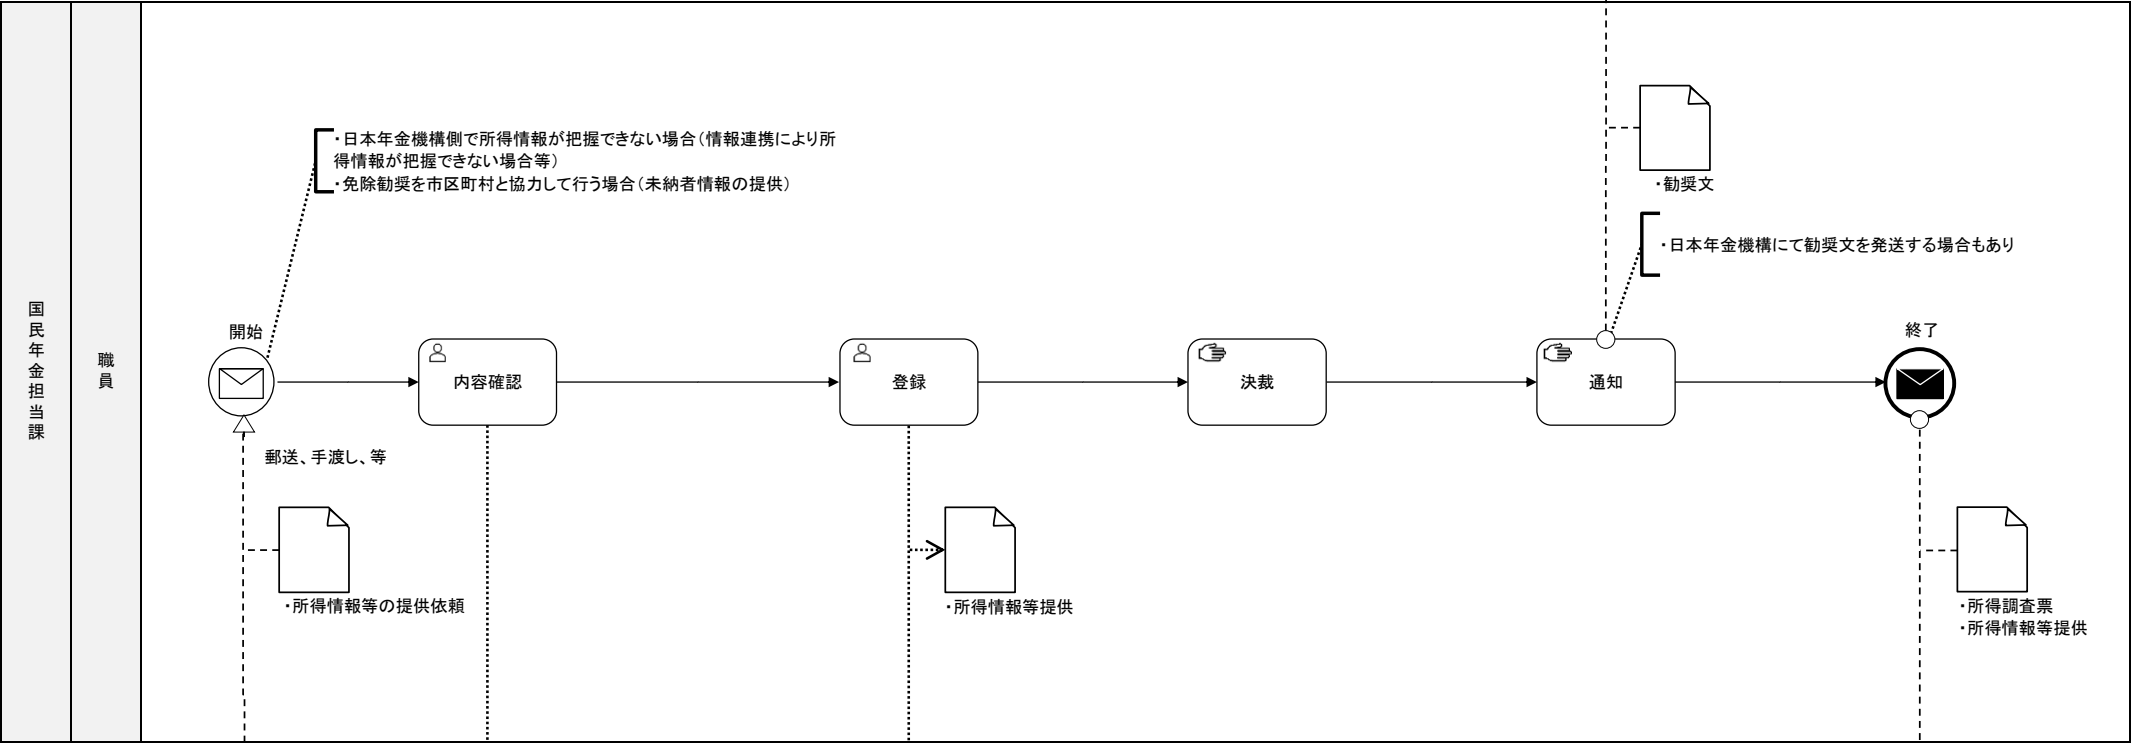 国民年金担当課
職員
・日本年金機構側で所得情報が把握できない場合（情報連携により所
得情報が把握できない場合等）
・免除勧奨を市区町村と協力して行う場合（未納者情報の提供）
・勧奨文
・日本年金機構にて勧奨文を発送する場合もあり
開始
内容確認
登録
決裁
通知
終了
郵送、手渡し、等
・所得情報等の提供依頼
・所得情報等提供
・所得調査票
・所得情報等提供